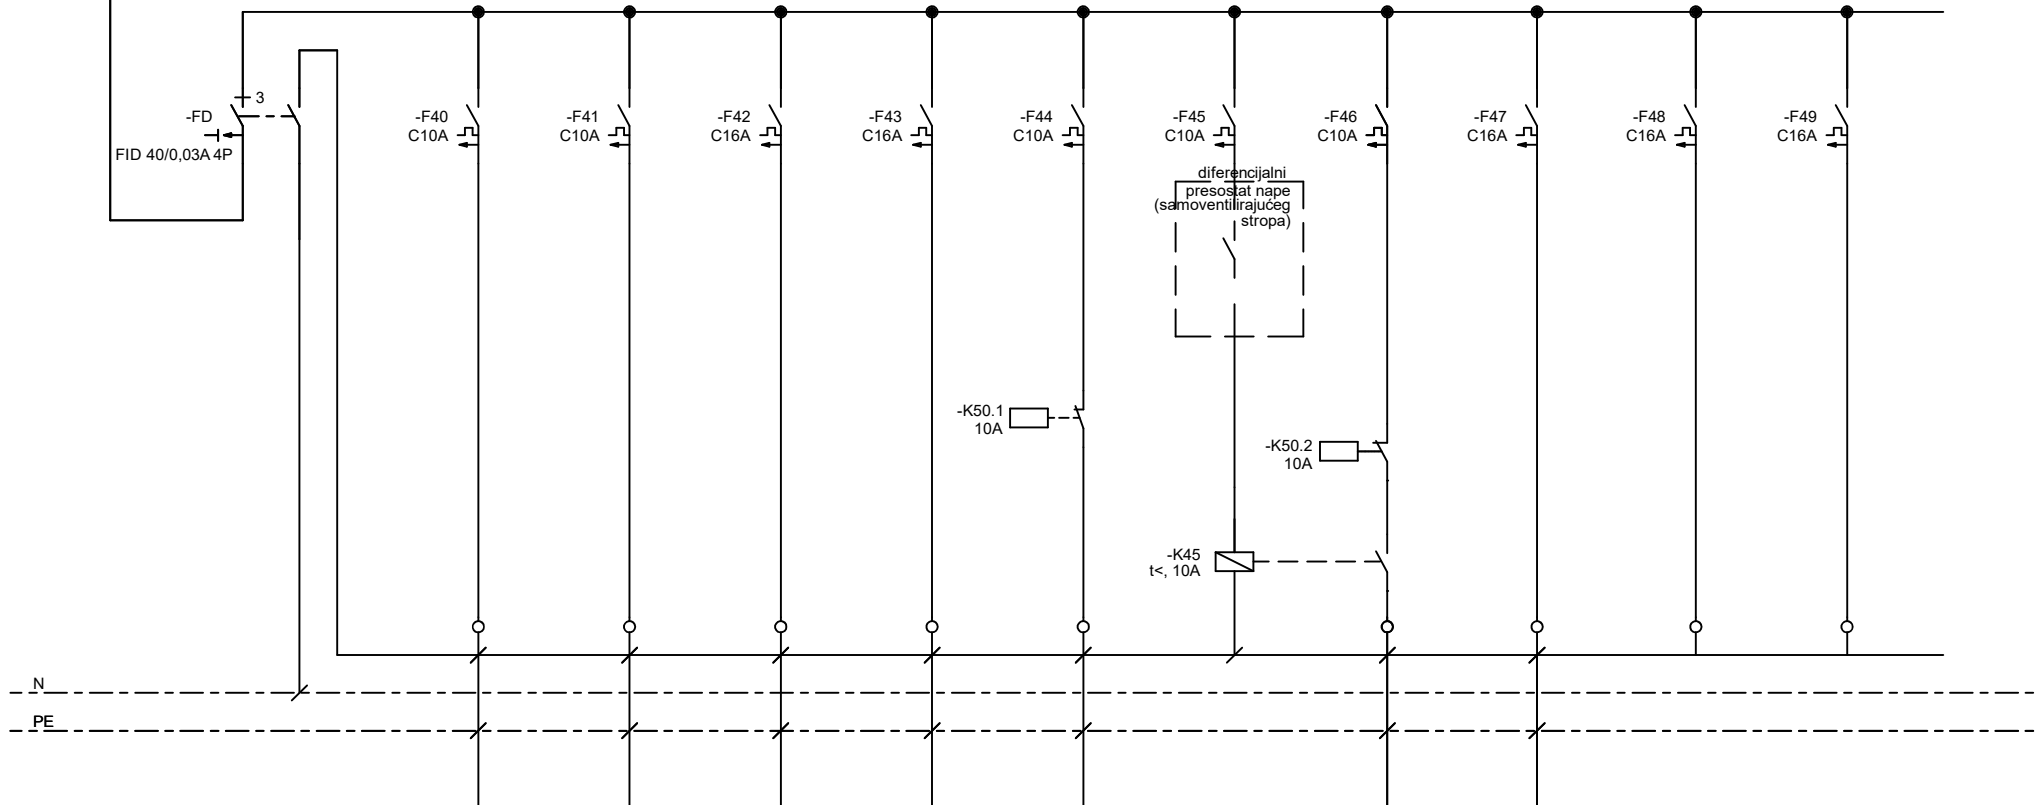 3
-FD
FID 40/0,03A 4P
-F40
C10A
-F41
C10A
-F42
C16A
-F43
C16A
-F44
C10A
-F45
C10A
-F46
C10A
-F47
C16A
-F48
C16A
-F49
C16A
diferencijalni
presostat nape
(samoventilirajućeg
stropa)
-K50.1
10A
-K50.2
10A
-K45
t<, 10A
N
PE